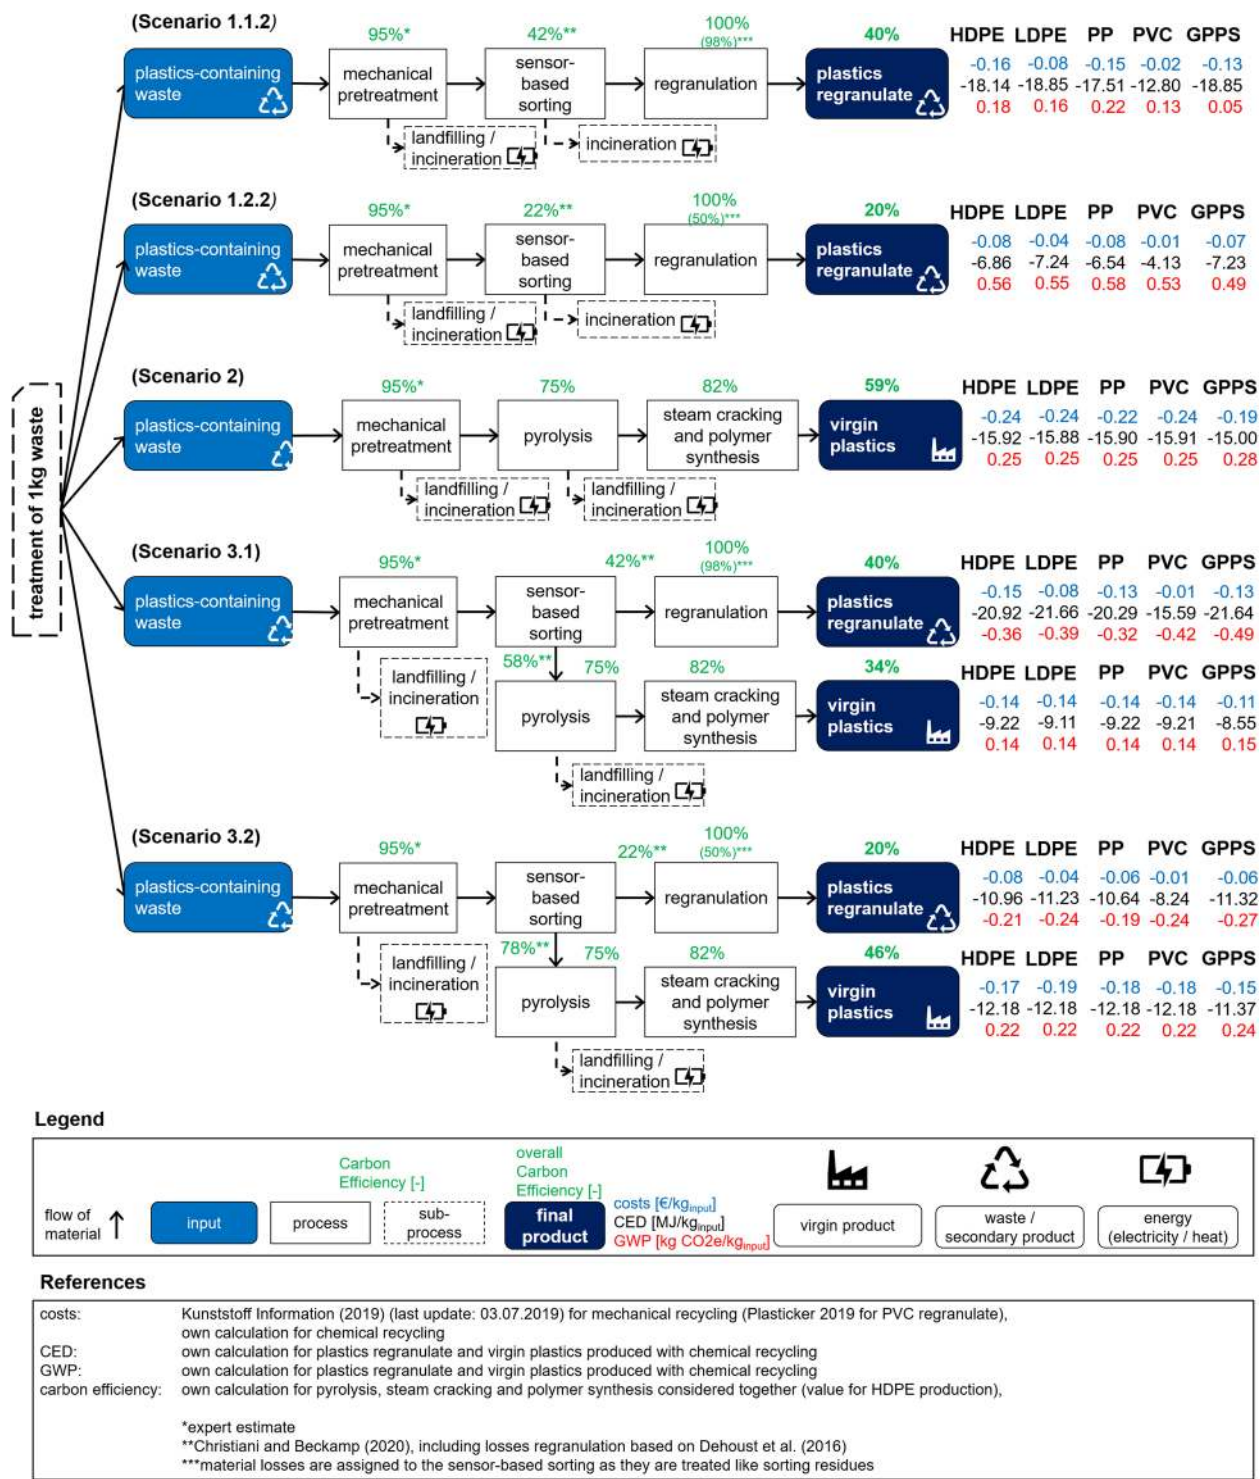 (Scenario 1.1.2)
95%* 42%** 100% 40%
(98%)***
HDPE LDPE PP PVC GPPS
plastics-containing waste
mechanical pretreatment
sensor-based sorting
regranulation
plastics regranulate
-0.16 -0.08 -0.15 -0.02 -0.13
-18.14 -18.85 -17.51 -12.80 -18.85
0.18 0.16 0.22 0.13 0.05
landfilling / incineration
incineration
(Scenario 1.2.2)
95%* 22%** 100% 20%
(50%)***
HDPE LDPE PP PVC GPPS
plastics-containing waste
mechanical pretreatment
sensor-based sorting
regranulation
plastics regranulate
-0.08 -0.04 -0.08 -0.01 -0.07
-6.86 -7.24 -6.54 -4.13 -7.23
0.56 0.55 0.58 0.53 0.49
landfilling / incineration
incineration
treatment of 1kg waste
(Scenario 2)
95%* 75% 82% 59%
HDPE LDPE PP PVC GPPS
plastics-containing waste
mechanical pretreatment
pyrolysis
steam cracking and polymer synthesis
virgin plastics
-0.24 -0.24 -0.22 -0.24 -0.19
-15.92 -15.88 -15.90 -15.91 -15.00
0.25 0.25 0.25 0.25 0.28
landfilling / incineration
landfilling / incineration
(Scenario 3.1)
95%* 42%** 100% 40%
(98%)***
HDPE LDPE PP PVC GPPS
plastics-containing waste
mechanical pretreatment
sensor-based sorting
regranulation
plastics regranulate
-0.15 -0.08 -0.13 -0.01 -0.13
-20.92 -21.66 -20.29 -15.59 -21.64
-0.36 -0.39 -0.32 -0.42 -0.49
58%** 75% 82% 34%
HDPE LDPE PP PVC GPPS
landfilling / incineration
pyrolysis
steam cracking and polymer synthesis
virgin plastics
-0.14 -0.14 -0.14 -0.14 -0.11
-9.22 -9.11 -9.22 -9.21 -8.55
0.14 0.14 0.14 0.14 0.15
landfilling / incineration
(Scenario 3.2)
95%* 22%** 100% 20%
(50%)***
HDPE LDPE PP PVC GPPS
plastics-containing waste
mechanical pretreatment
sensor-based sorting
regranulation
plastics regranulate
-0.08 -0.04 -0.06 -0.01 -0.06
-10.96 -11.23 -10.64 -8.24 -11.32
-0.21 -0.24 -0.19 -0.24 -0.27
78%** 75% 82% 46%
HDPE LDPE PP PVC GPPS
landfilling / incineration
pyrolysis
steam cracking and polymer synthesis
virgin plastics
-0.17 -0.19 -0.18 -0.18 -0.15
-12.18 -12.18 -12.18 -12.18 -11.37
0.22 0.22 0.22 0.22 0.24
landfilling / incineration
Legend
flow of material
input
Carbon Efficiency [-]
process
sub-process
overall Carbon Efficiency [-]
final product
costs [€/kginput]
CED [MJ/kginput]
GWP [kg CO2e/kginput]
virgin product
waste / secondary product
energy (electricity / heat)
References
costs: Kunststoff Information (2019) (last update: 03.07.2019) for mechanical recycling (Plasticker 2019 for PVC regranulate),
own calculation for chemical recycling
CED: own calculation for plastics regranulate and virgin plastics produced with chemical recycling
GWP: own calculation for plastics regranulate and virgin plastics produced with chemical recycling
carbon efficiency: own calculation for pyrolysis, steam cracking and polymer synthesis considered together (value for HDPE production),
*expert estimate
**Christiani and Beckamp (2020), including losses regranulation based on Dehoust et al. (2016)
***material losses are assigned to the sensor-based sorting as they are treated like sorting residues